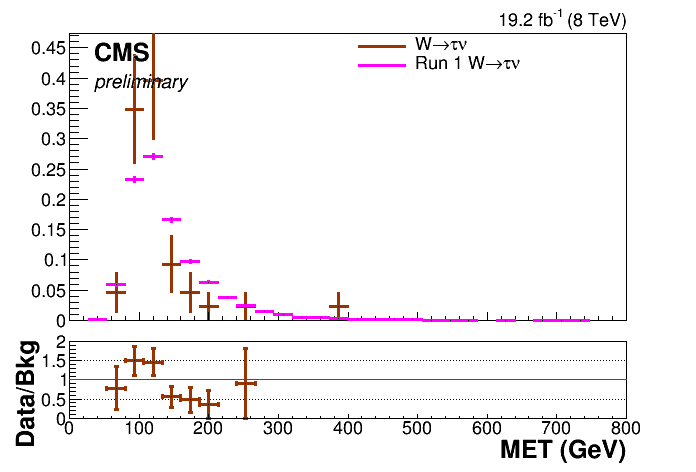 19.2 fb-1 (8 TeV)
CMS
preliminary
W→τν
Run 1 W→τν
0.45
0.4
0.35
0.3
0.25
0.2
0.15
0.1
0.05
0
Data/Bkg
2
1.5
1
0.5
0
0 100 200 300 400 500 600 700 800
MET (GeV)